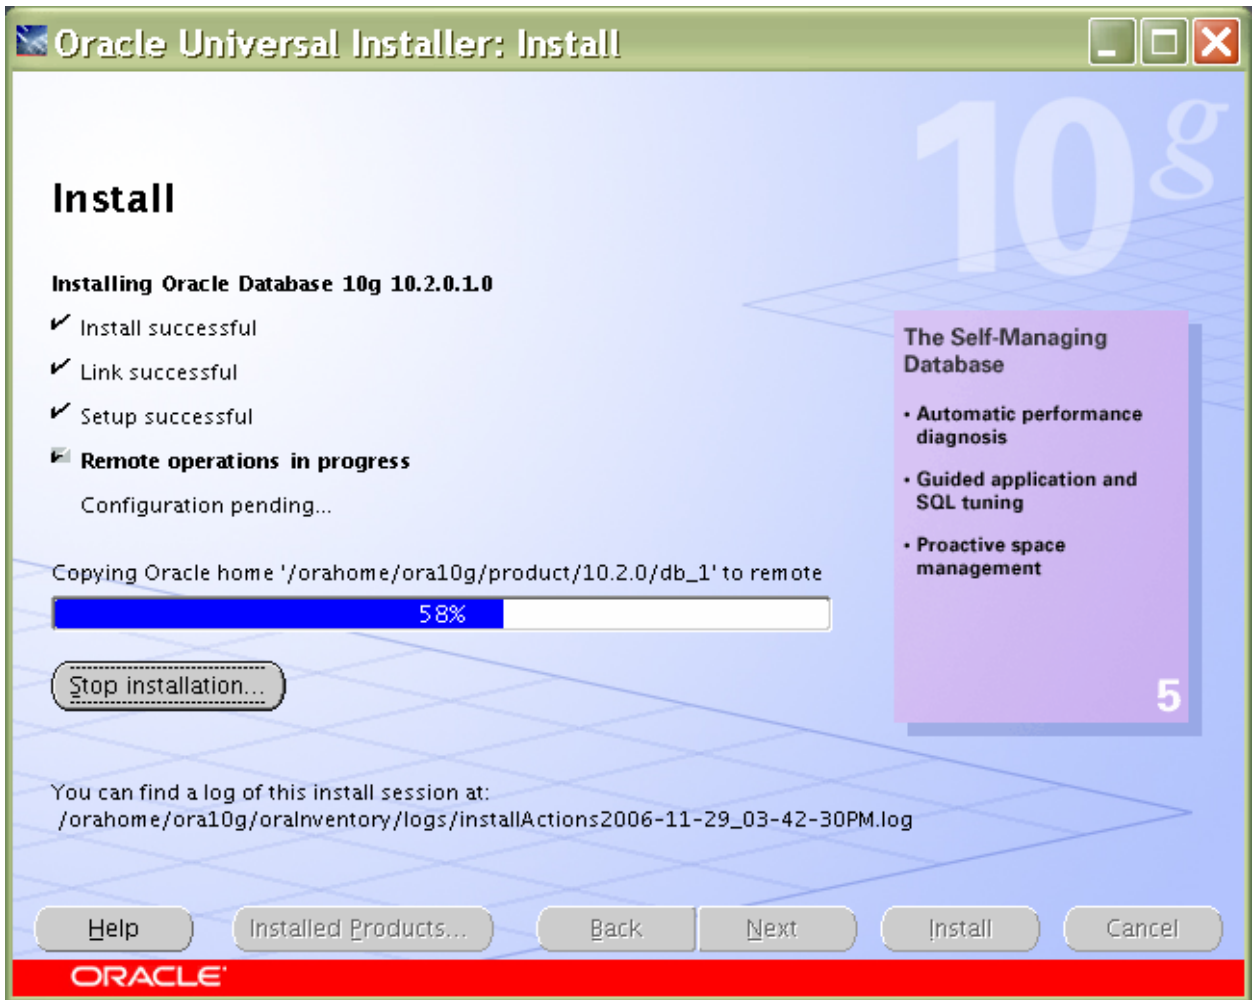 Oracle Universal Installer: Install
10g
Install
Installing Oracle Database 10g 10.2.0.1.0
Install successful
Link successful
Setup successful
Remote operations in progress
Configuration pending...
Copying Oracle home '/orahome/ora10g/product/10.2.0/db_1' to remote
58%
Stop installation...
The Self-Managing
Database
• Automatic performance
diagnosis
• Guided application and
SQL tuning
• Proactive space
management
5
You can find a log of this install session at:
/orahome/ora10g/oraInventory/logs/installActions2006-11-29_03-42-30PM.log
Help
Installed Products...
Back
Next
Install
Cancel
ORACLE